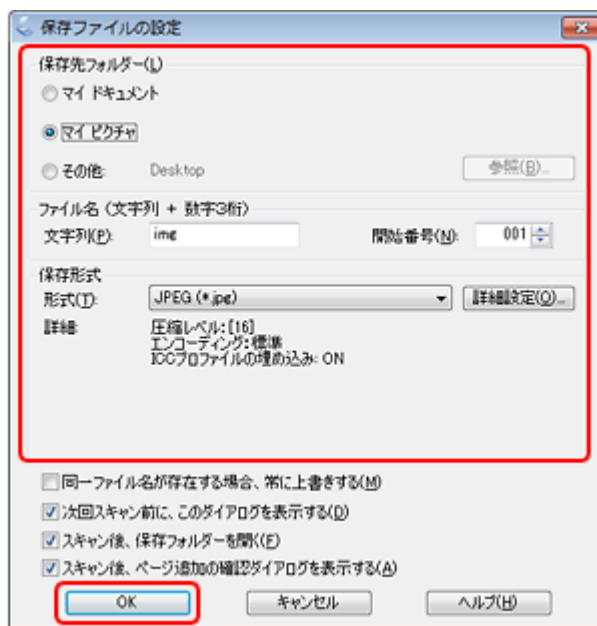 保存ファイルの設定
保存先フォルダー(L)
マイ ドキュメント
マイ ピクチャ
その他: Desktop 参照(B)...
ファイル名 (文字列 + 数字3桁)
文字列(P): img 開始番号(N): 001
保存形式
形式(T): JPEG (*.jpg) 詳細設定(O)...
詳細: 圧縮レベル:[16]
エンコーディング:標準
ICCプロファイルの埋め込み: ON
同一ファイル名が存在する場合、常に上書きする(M)
次回スキャン前に、このダイアログを表示する(D)
スキャン後、保存フォルダーを開く(F)
スキャン後、ページ追加の確認ダイアログを表示する(A)
OK キャンセル ヘルプ(H)